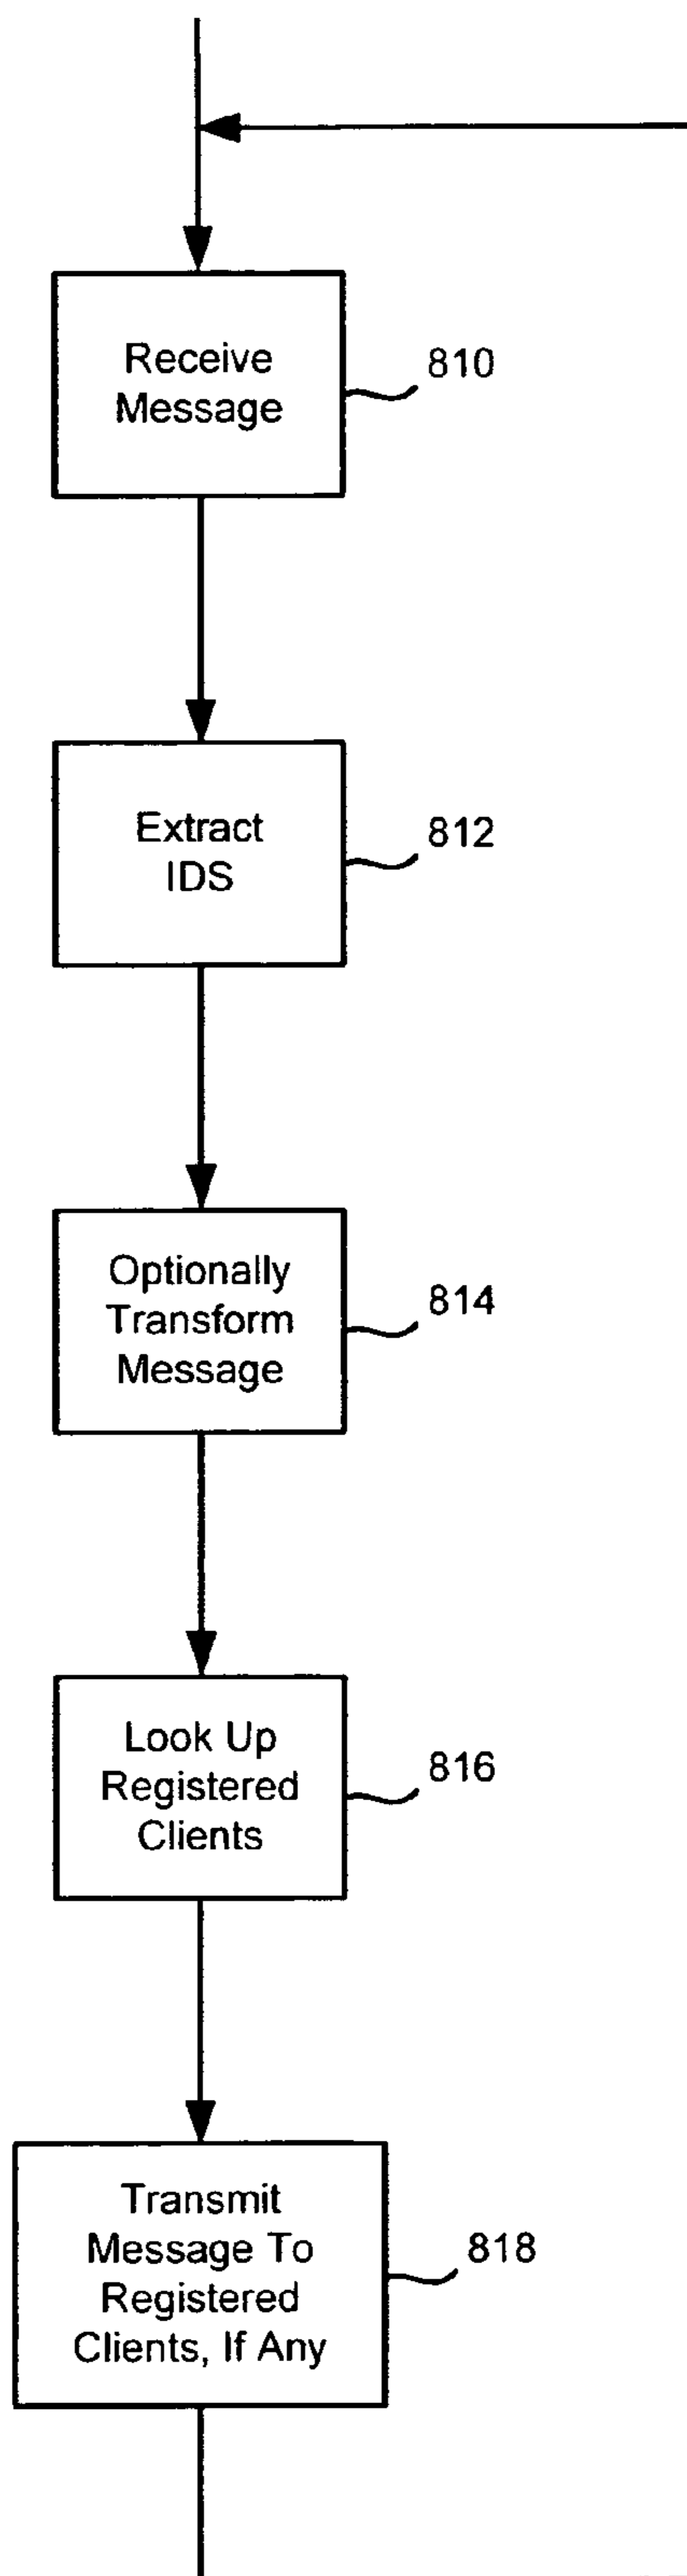 Receive
Message
810
Extract
IDS
812
Optionally
Transform
Message
814
Look Up
Registered
Clients
816
Transmit
Message To
Registered
Clients, If Any
818